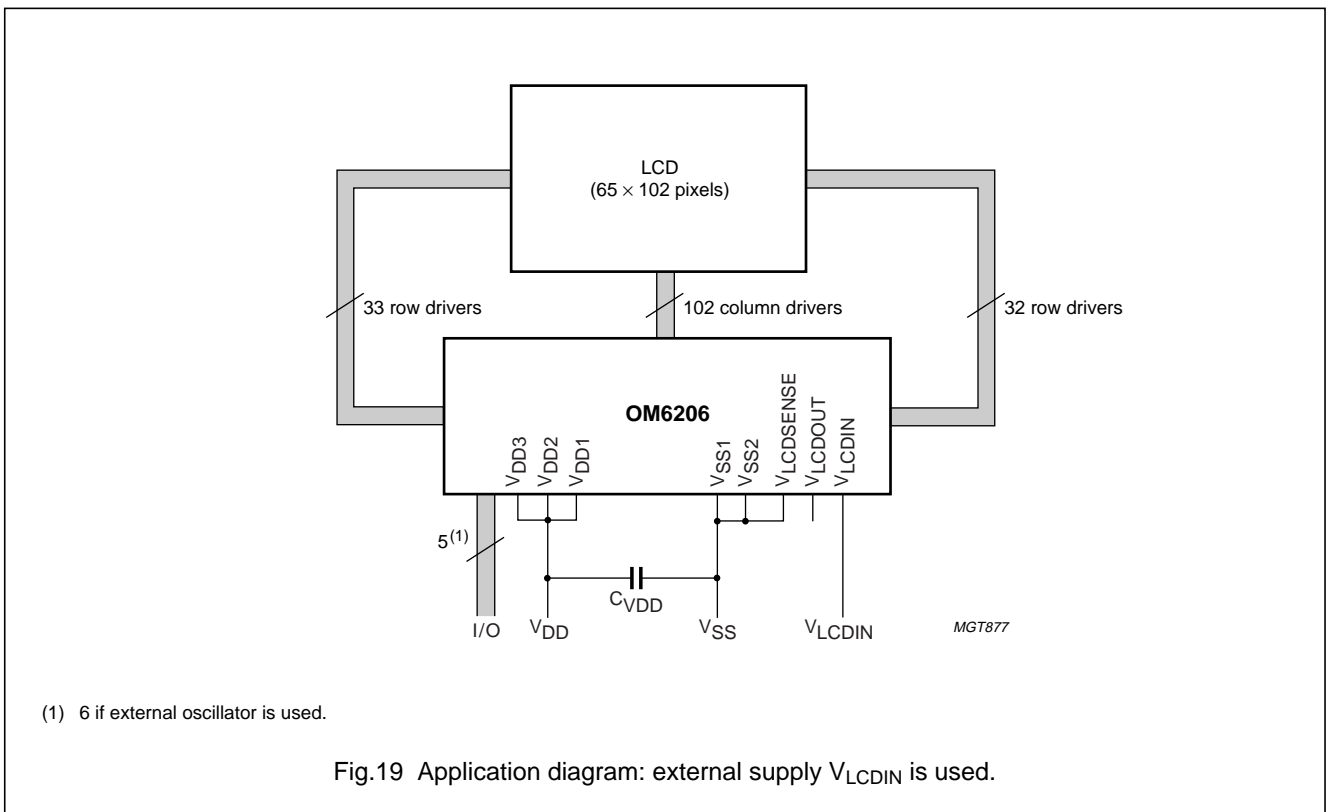 LCD
(65 × 102 pixels)
33 row drivers
102 column drivers
32 row drivers
OM6206
VDD3
VDD2
VDD1
VSS1
VSS2
VLCDSENSE
VLCDOUT
VLCDIN
5(1)
CVDD
I/O
VDD
VSS
VLCDIN
MGT877
(1) 6 if external oscillator is used.
Fig.19 Application diagram: external supply VLCDIN is used.